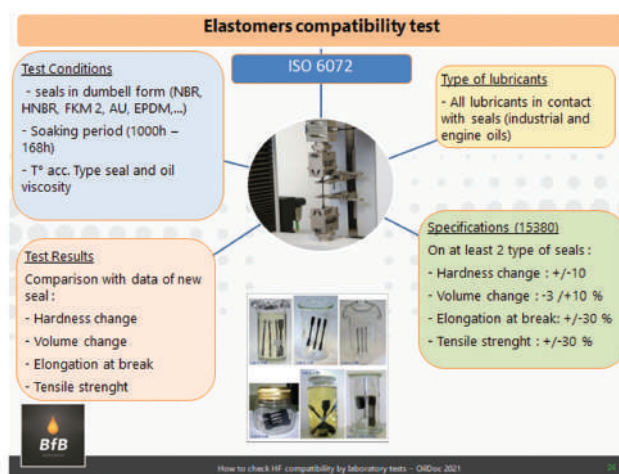 Elastomers compatibility test
ISO 6072
Test Conditions
- seals in dumbell form (NBR,
HNBR, FKM 2, AU, EPDM,...)
- Soaking period (1000h –
168h)
- T° acc. Type seal and oil
viscosity
Type of lubricants
- All lubricants in contact
with seals (industrial and
engine oils)
Test Results
Comparison with data of new
seal :
- Hardness change
- Volume change
- Elongation at break
- Tensile strenght
Specifications (15380)
On at least 2 type of seals :
- Hardness change : +/-10
- Volume change : -3 /+10 %
- Elongation at break: +/-30 %
- Tensile strenght : +/-30 %
BfB
How to check HF compatibility by laboratory tests – OilDoc 2021
24